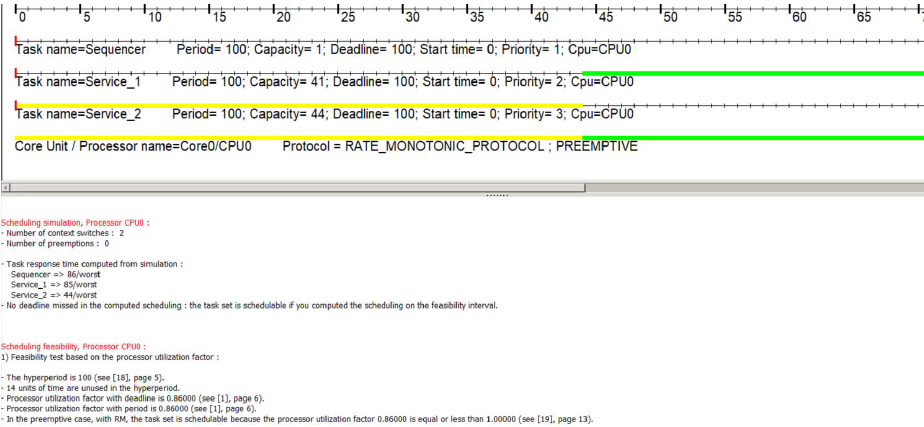 0 5 10 15 20 25 30 35 40 45 50 55 60 65
Task name=Sequencer Period= 100; Capacity= 1; Deadline= 100; Start time= 0; Priority= 1; Cpu=CPU0
Task name=Service_1 Period= 100; Capacity= 41; Deadline= 100; Start time= 0; Priority= 2; Cpu=CPU0
Task name=Service_2 Period= 100; Capacity= 44; Deadline= 100; Start time= 0; Priority= 3; Cpu=CPU0
Core Unit / Processor name=Core0/CPU0 Protocol = RATE_MONOTONIC_PROTOCOL ; PREEMPTIVE
Scheduling simulation, Processor CPU0 :
- Number of context switches : 2
- Number of preemptions : 0
- Task response time computed from simulation :
Sequencer => 86/worst
Service_1 => 85/worst
Service_2 => 44/worst
- No deadline missed in the computed scheduling : the task set is schedulable if you computed the scheduling on the feasibility interval.
Scheduling feasibility, Processor CPU0 :
1) Feasibility test based on the processor utilization factor :
- The hyperperiod is 100 (see [18], page 5).
- 14 units of time are unused in the hyperperiod.
- Processor utilization factor with deadline is 0.86000 (see [1], page 6).
- Processor utilization factor with period is 0.86000 (see [1], page 6).
- In the preemptive case, with RM, the task set is schedulable because the processor utilization factor 0.86000 is equal or less than 1.00000 (see [19], page 13).